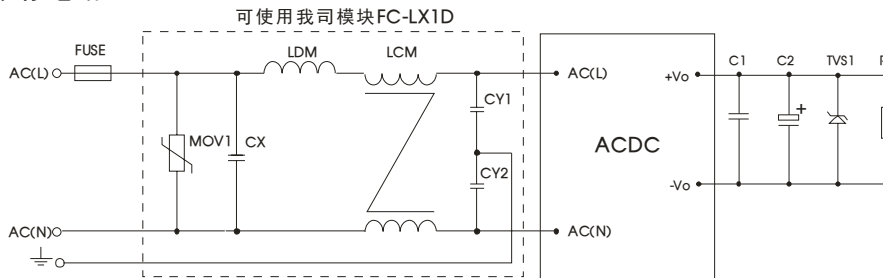 可使用我司模块FC-LX1D
FUSE
LDM
LCM
C1
C2
TVS1
AC(L)
AC(L)
+Vo
CY1
+
MOV1
CX
ACDC
CY2
-Vo
AC(N)
AC(N)